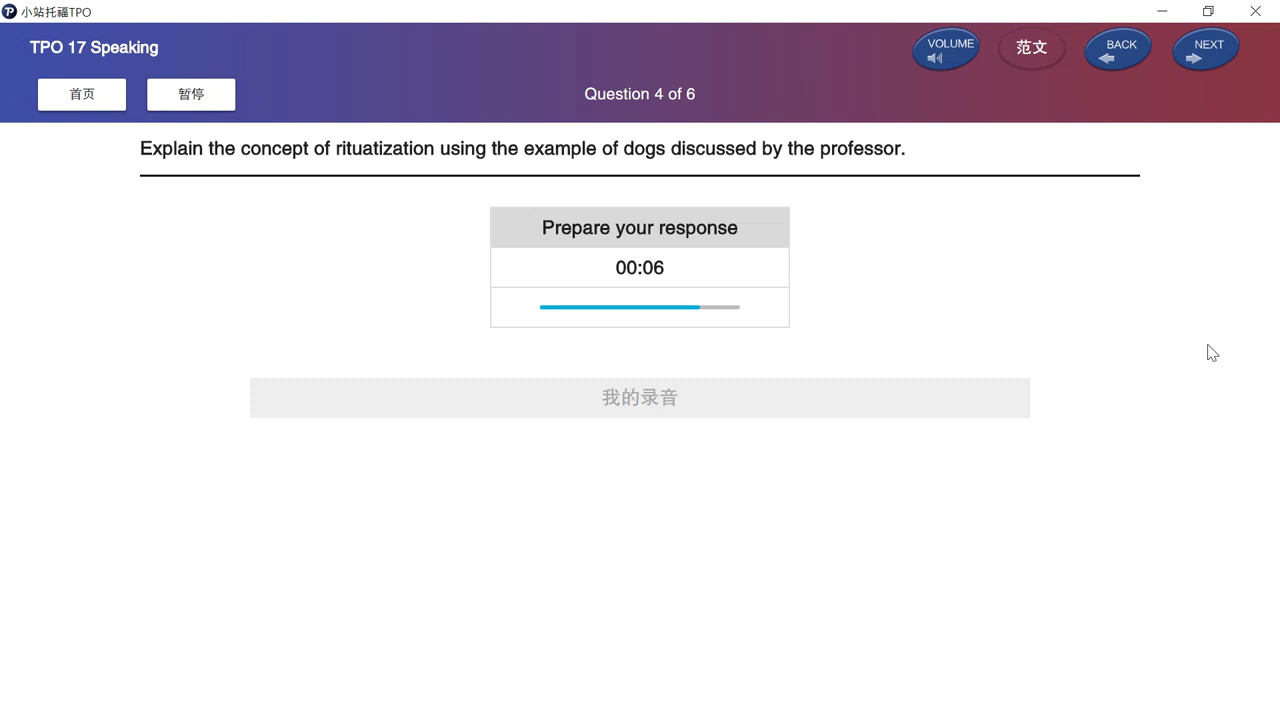 小站托福TPO
TPO 17 Speaking
VOLUME
范文
BACK
NEXT
首页
暂停
Question 4 of 6
Explain the concept of rituatization using the example of dogs discussed by the professor.
Prepare your response
00:06
我的录音